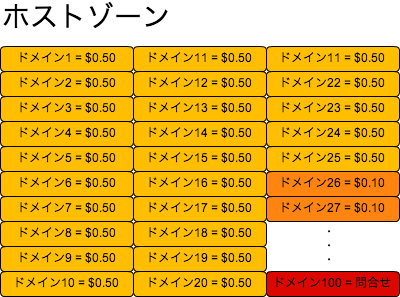 ホストゾーン
ドメイン1 = $0.50
ドメイン11 = $0.50
ドメイン11 = $0.50
ドメイン2 = $0.50
ドメイン12 = $0.50
ドメイン22 = $0.50
ドメイン3 = $0.50
ドメイン13 = $0.50
ドメイン23 = $0.50
ドメイン4 = $0.50
ドメイン14 = $0.50
ドメイン24 = $0.50
ドメイン5 = $0.50
ドメイン15 = $0.50
ドメイン25 = $0.50
ドメイン6 = $0.50
ドメイン16 = $0.50
ドメイン26 = $0.10
ドメイン7 = $0.50
ドメイン17 = $0.50
ドメイン27 = $0.10
ドメイン8 = $0.50
ドメイン18 = $0.50
ドメイン9 = $0.50
ドメイン19 = $0.50
ドメイン10 = $0.50
ドメイン20 = $0.50
ドメイン100 = 問合せ